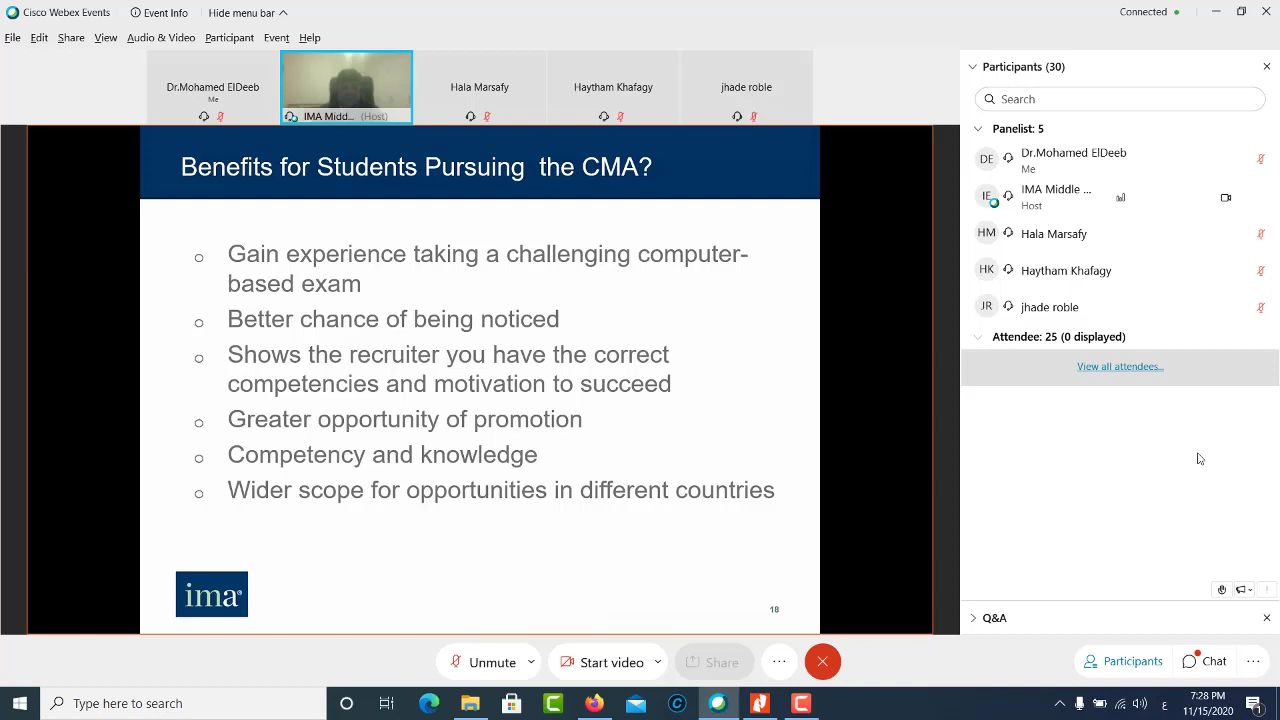 Cisco Webex Events
Event Info
Hide menu bar
Connected
File Edit Share View Audio & Video Participant Event Help
Dr.Mohamed ElDeeb
Me
IMA Midd... (Host)
Hala Marsafy
Haytham Khafagy
jhade roble
Benefits for Students Pursuing the CMA?
Gain experience taking a challenging computer-
based exam
Better chance of being noticed
Shows the recruiter you have the correct
competencies and motivation to succeed
Greater opportunity of promotion
Competency and knowledge
Wider scope for opportunities in different countries
ima®
18
Participants (30)
Search
Panelist: 5
DE Dr.Mohamed ElDeeb
Me
IE IMA Middle ...
Host
HM Hala Marsafy
HK Haytham Khafagy
JR jhade roble
Attendee: 25 (0 displayed)
View all attendees...
Q&A
Unmute
Start video
Share
Participants
Chat
Type here to search
7:28 PM
11/15/2020